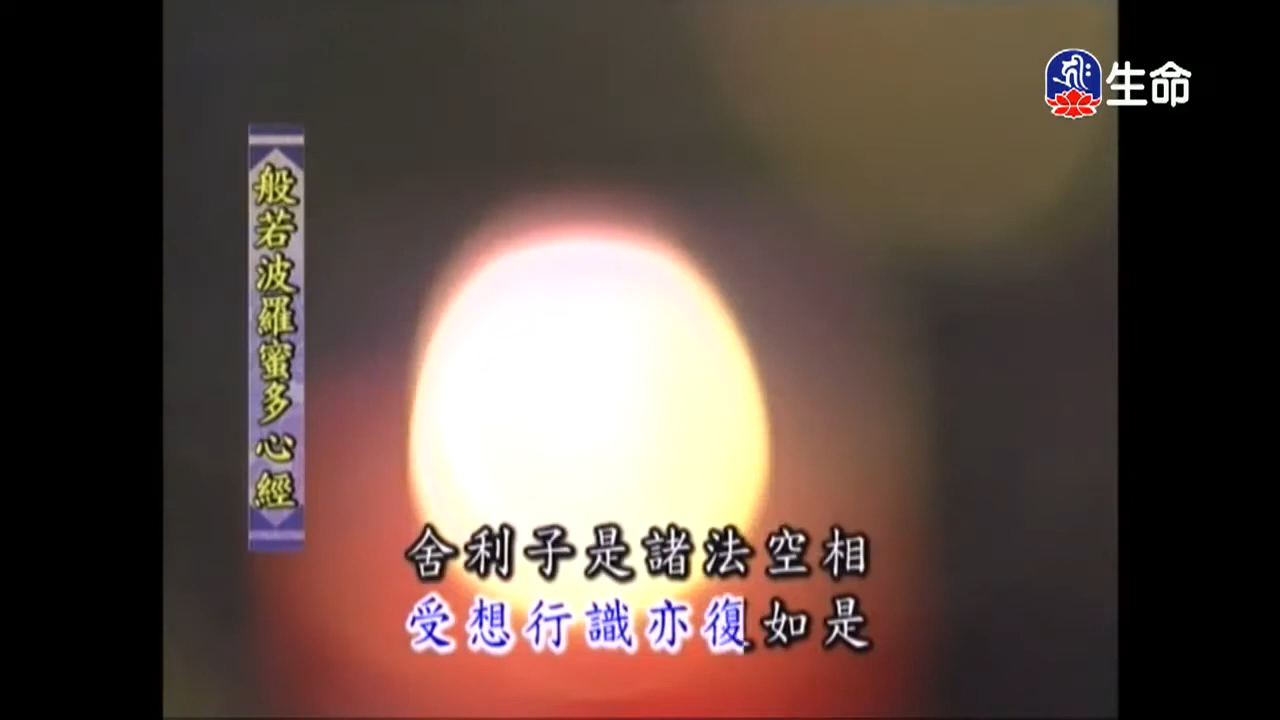 生命
般若波羅蜜多心經
舍利子是諸法空相
受想行識亦復如是